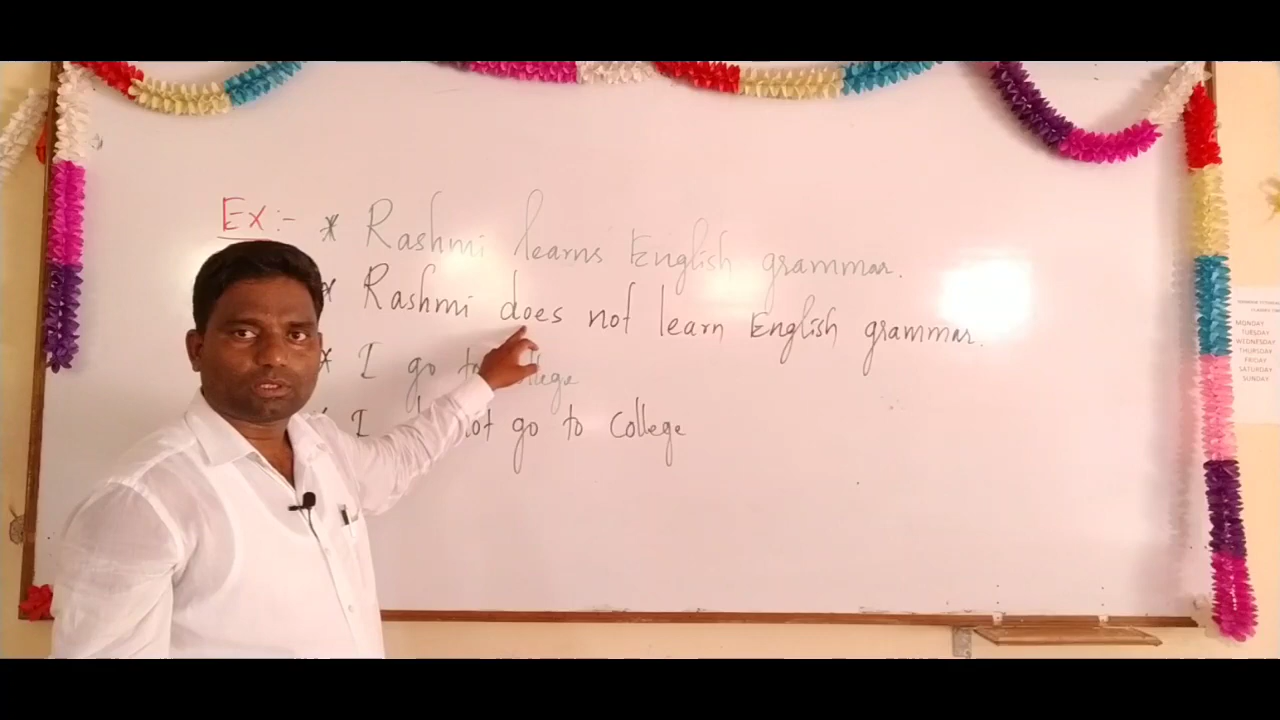 Ex:- * Rashmi learns English grammar.
* Rashmi does not learn English grammar.
* I go to college
* I not go to college
MONDAY
TUESDAY
WEDNESDAY
THURSDAY
FRIDAY
SATURDAY
SUNDAY